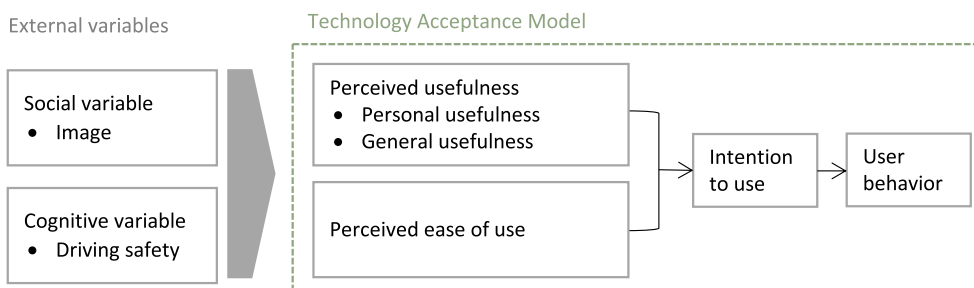 External variables
Technology Acceptance Model
Social variable
• Image
Cognitive variable
• Driving safety
Perceived usefulness
• Personal usefulness
• General usefulness
Perceived ease of use
Intention
to use
User
behavior